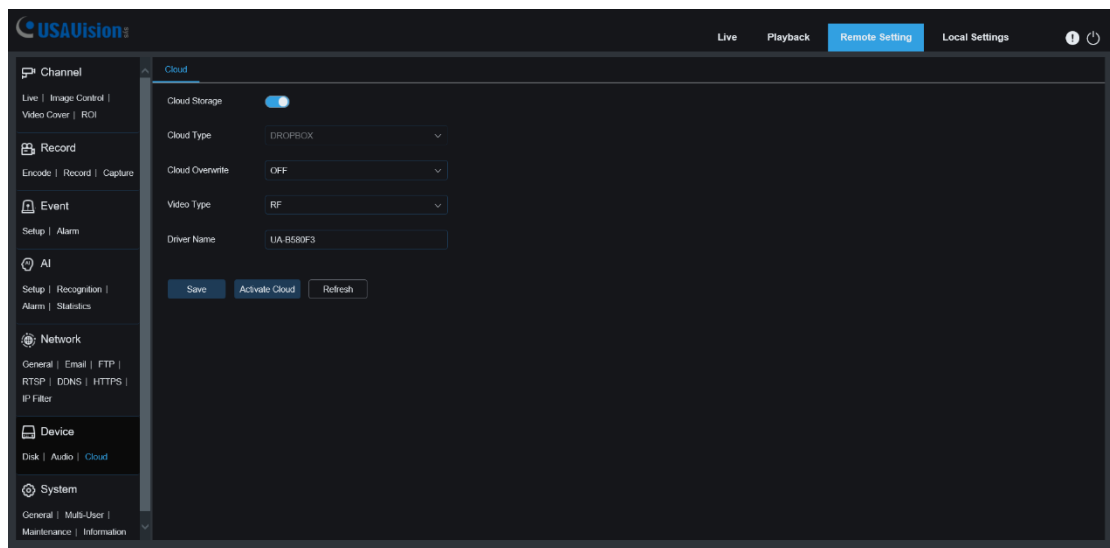 USAVision
Live Playback Remote Setting Local Settings
Channel
Live | Image Control |
Video Cover | ROI
Record
Encode | Record | Capture
Event
Setup | Alarm
AI
Setup | Recognition |
Alarm | Statistics
Network
General | Email | FTP |
RTSP | DDNS | HTTPS |
IP Filter
Device
Disk | Audio | Cloud
System
General | Multi-User |
Maintenance | Information
Cloud
Cloud Storage
Cloud Type DROPBOX
Cloud Overwrite OFF
Video Type RF
Driver Name UA-B580F3
Save Activate Cloud Refresh